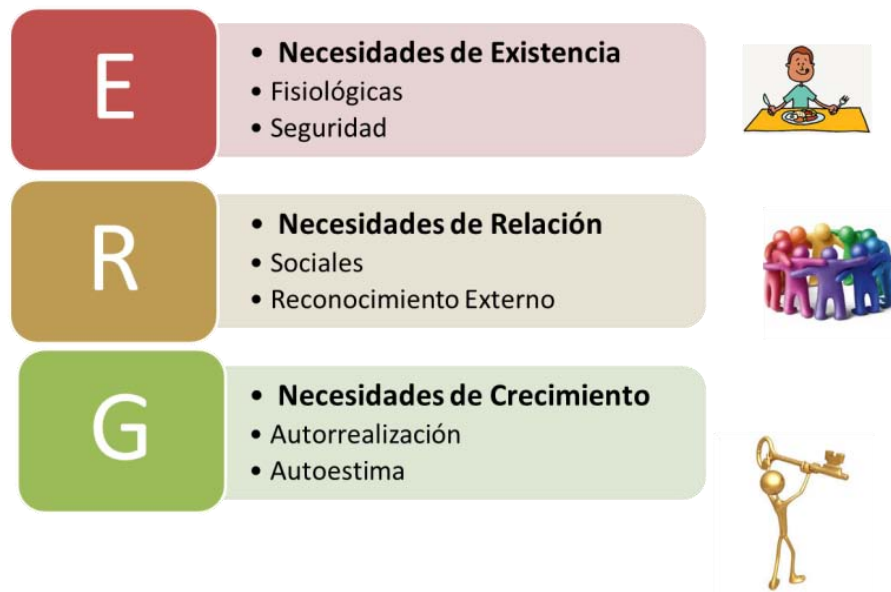 E
• Necesidades de Existencia
• Fisiológicas
• Seguridad
R
• Necesidades de Relación
• Sociales
• Reconocimiento Externo
G
• Necesidades de Crecimiento
• Autorrealización
• Autoestima